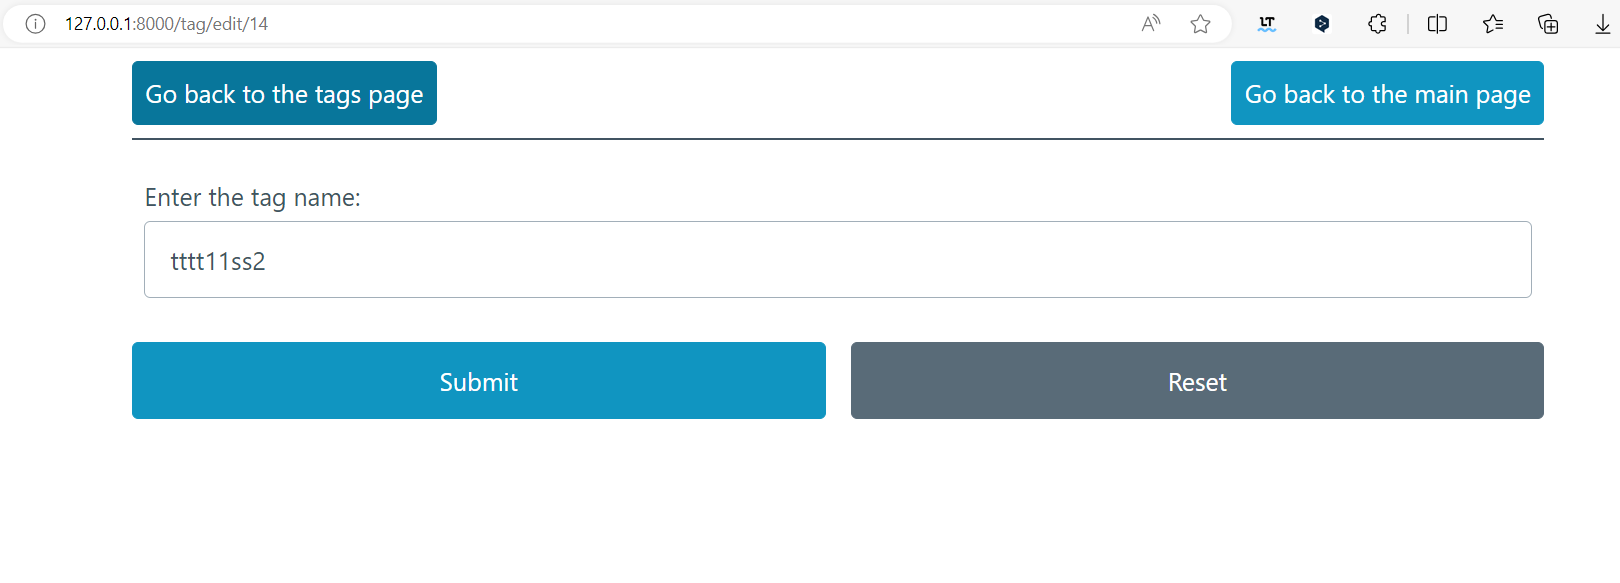 127.0.0.1:8000/tag/edit/14
Go back to the tags page
Go back to the main page
Enter the tag name:
tttt11ss2
Submit
Reset